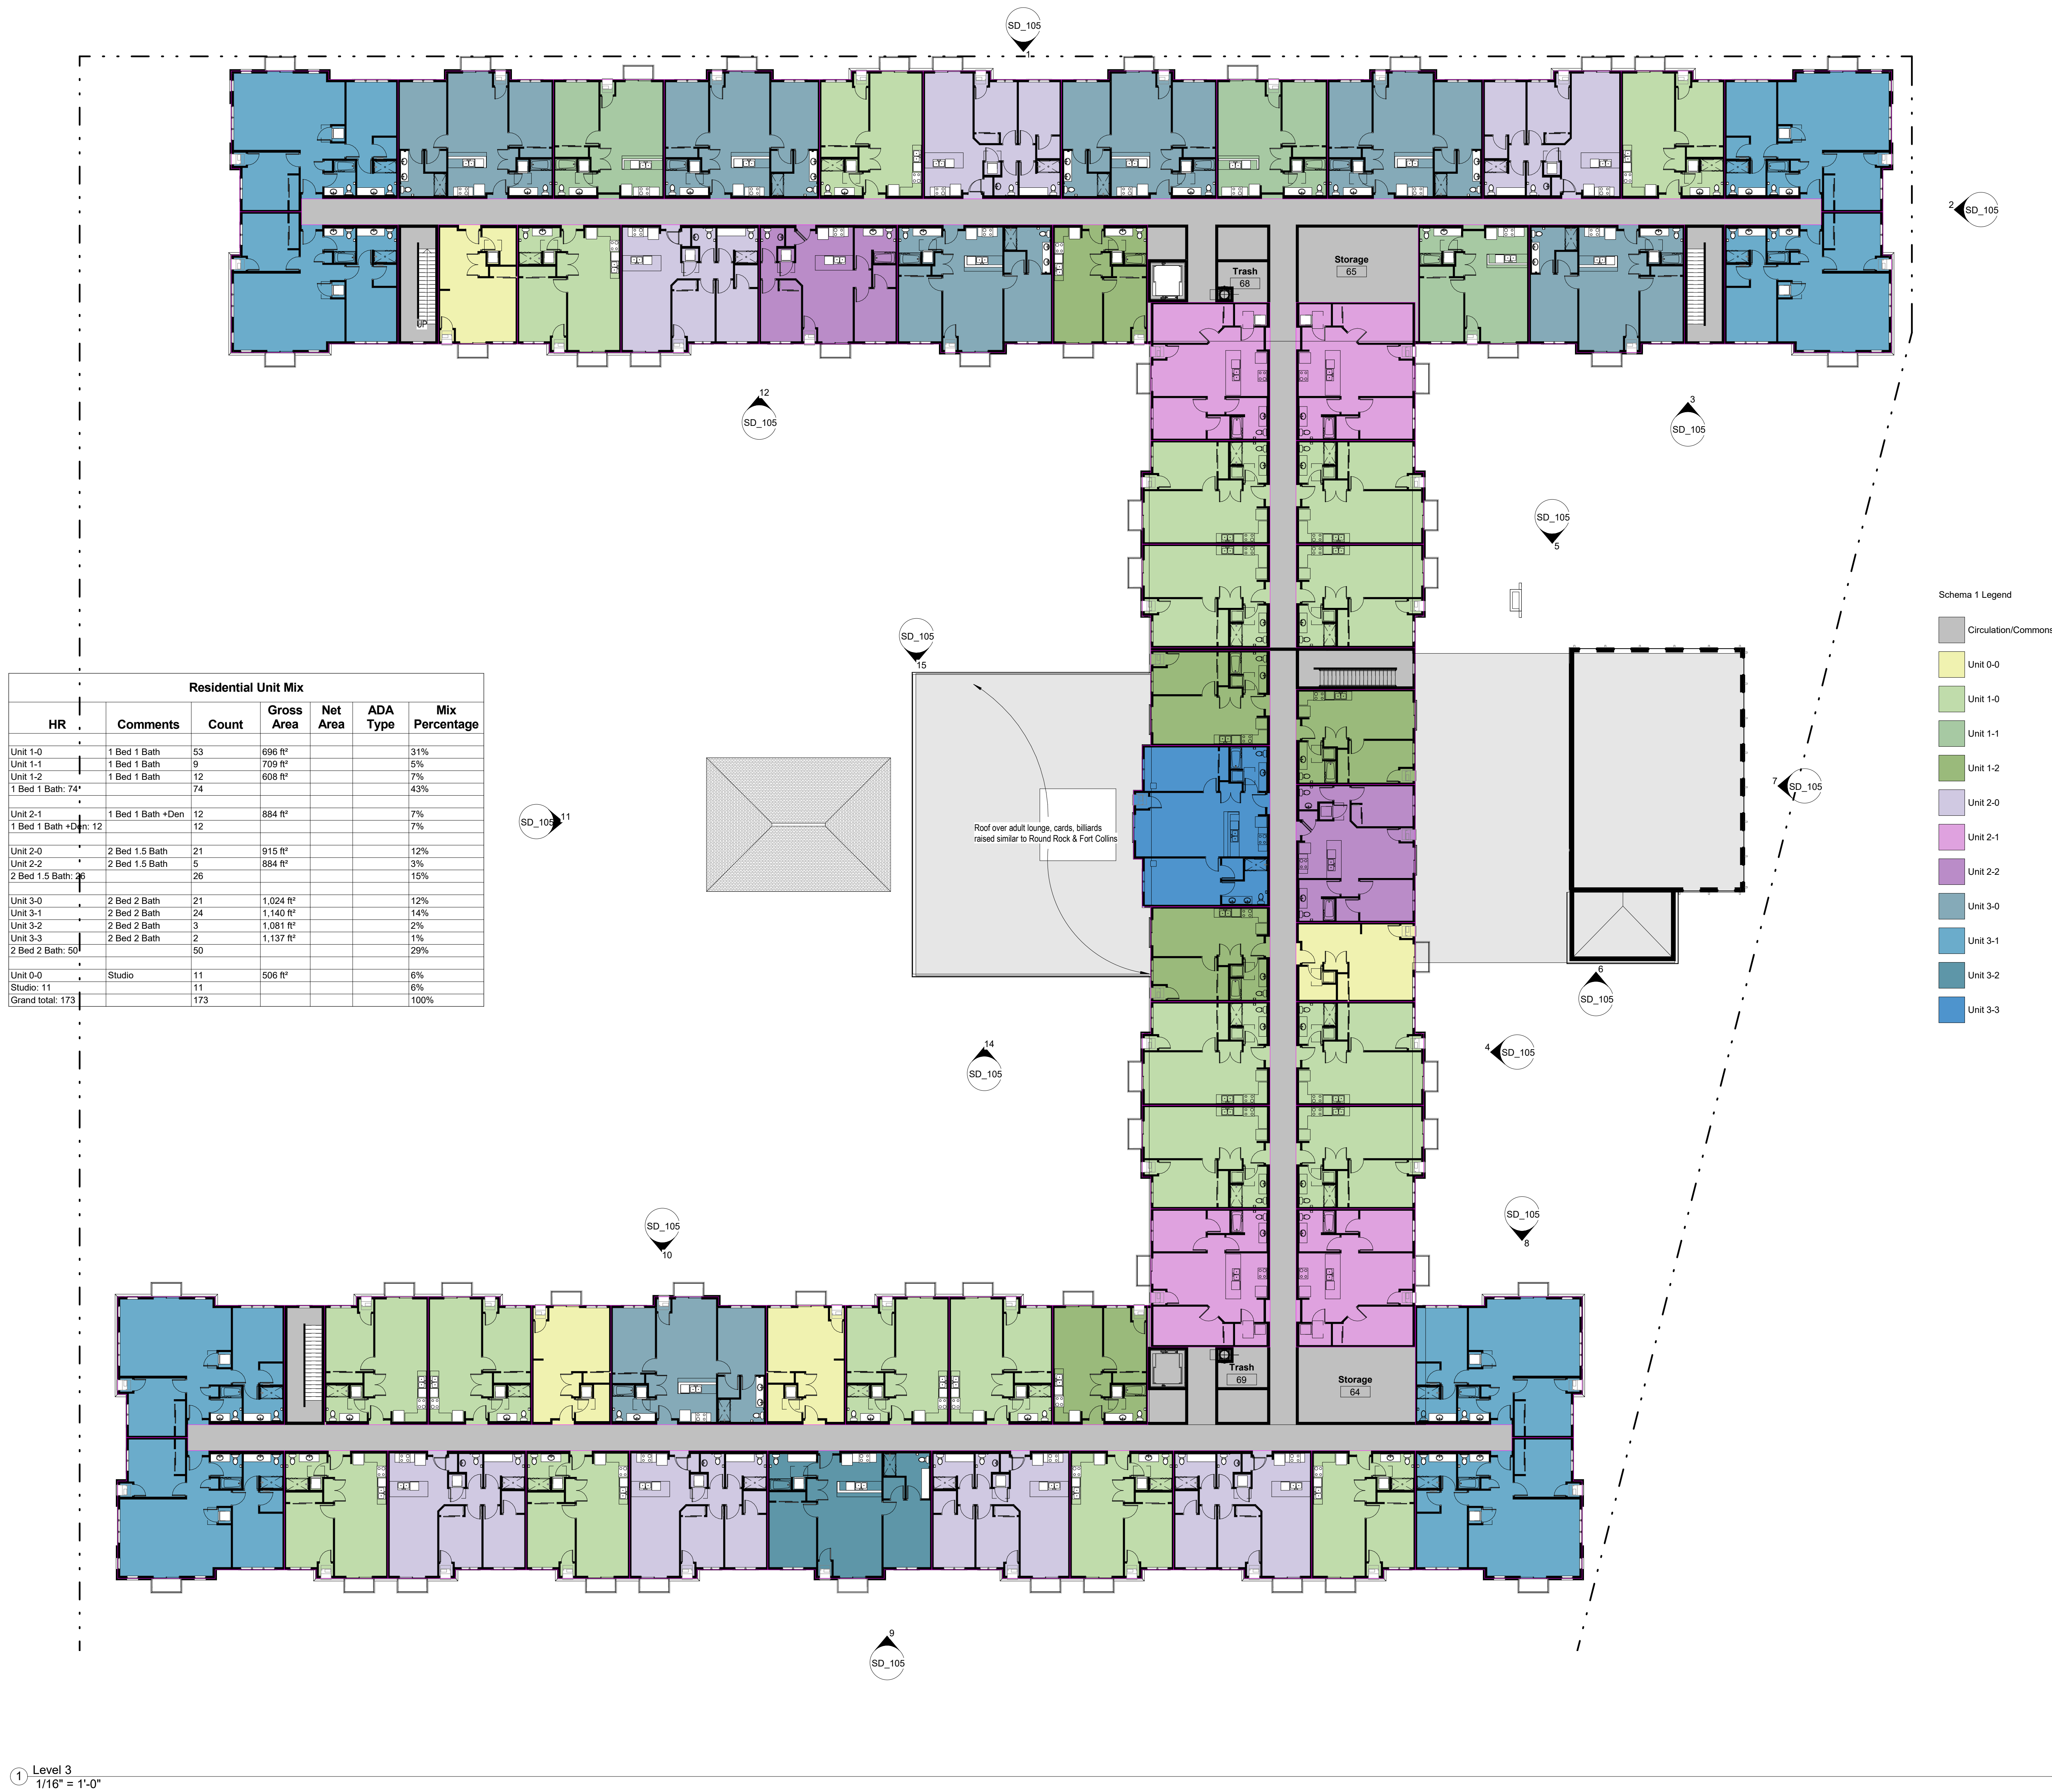 SD_105
1
2
SD_105
UP
Trash
68
Storage
65
12
SD_105
3
SD_105
SD_105
5
Schema 1 Legend
Circulation/Commons
Unit 0-0
Unit 1-0
Unit 1-1
Unit 1-2
Unit 2-0
Unit 2-1
Unit 2-2
Unit 3-0
Unit 3-1
Unit 3-2
Unit 3-3
SD_105
15
Residential Unit Mix
HR Comments Count Gross Area Net Area ADA Type Mix Percentage
Unit 1-0 1 Bed 1 Bath 53 696 ft² 31%
Unit 1-1 1 Bed 1 Bath 9 709 ft² 5%
Unit 1-2 1 Bed 1 Bath 12 608 ft² 7%
1 Bed 1 Bath: 74 74 43%
Unit 2-1 1 Bed 1 Bath +Den 12 884 ft² 7%
1 Bed 1 Bath +Den: 12 12 7%
Unit 2-0 2 Bed 1.5 Bath 21 915 ft² 12%
Unit 2-2 2 Bed 1.5 Bath 5 884 ft² 3%
2 Bed 1.5 Bath: 26 26 15%
Unit 3-0 2 Bed 2 Bath 21 1,024 ft² 12%
Unit 3-1 2 Bed 2 Bath 24 1,140 ft² 14%
Unit 3-2 2 Bed 2 Bath 3 1,081 ft² 2%
Unit 3-3 2 Bed 2 Bath 2 1,137 ft² 1%
2 Bed 2 Bath: 50 50 29%
Unit 0-0 Studio 11 506 ft² 6%
Studio: 11 11 6%
Grand total: 173 173 100%
SD_105
11
Roof over adult lounge, cards, billiards
raised similar to Round Rock & Fort Collins
7
SD_105
6
SD_105
14
SD_105
4
SD_105
SD_105
10
SD_105
8
Trash
69
Storage
64
9
SD_105
1
Level 3
1/16" = 1'-0"